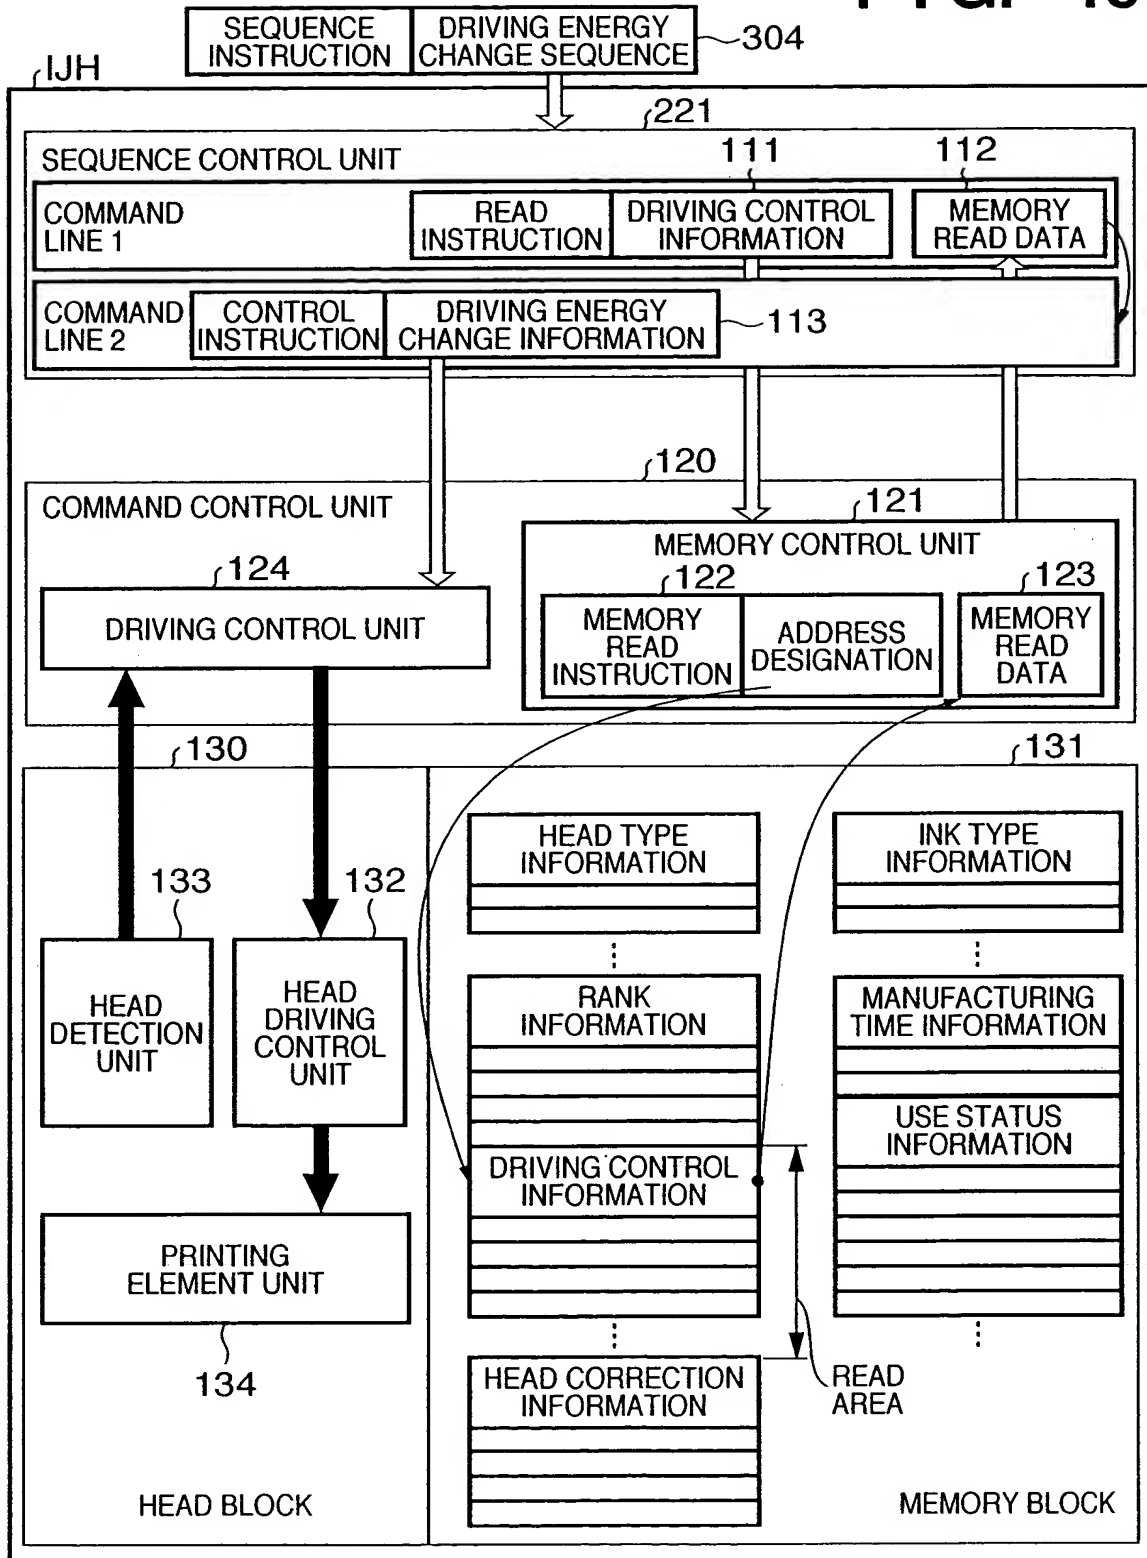 SEQUENCE
INSTRUCTION
DRIVING ENERGY
CHANGE SEQUENCE
304
IJH
221
SEQUENCE CONTROL UNIT
111
112
COMMAND
LINE 1
READ
INSTRUCTION
DRIVING CONTROL
INFORMATION
MEMORY
READ DATA
COMMAND
LINE 2
CONTROL
INSTRUCTION
DRIVING ENERGY
CHANGE INFORMATION
113
120
COMMAND CONTROL UNIT
121
MEMORY CONTROL UNIT
124
122
123
DRIVING CONTROL UNIT
MEMORY
READ
INSTRUCTION
ADDRESS
DESIGNATION
MEMORY
READ
DATA
130
131
HEAD TYPE
INFORMATION
INK TYPE
INFORMATION
133
132
HEAD
DETECTION
UNIT
HEAD
DRIVING
CONTROL
UNIT
RANK
INFORMATION
MANUFACTURING
TIME INFORMATION
USE STATUS
INFORMATION
DRIVING CONTROL
INFORMATION
PRINTING
ELEMENT UNIT
134
HEAD CORRECTION
INFORMATION
READ
AREA
HEAD BLOCK
MEMORY BLOCK